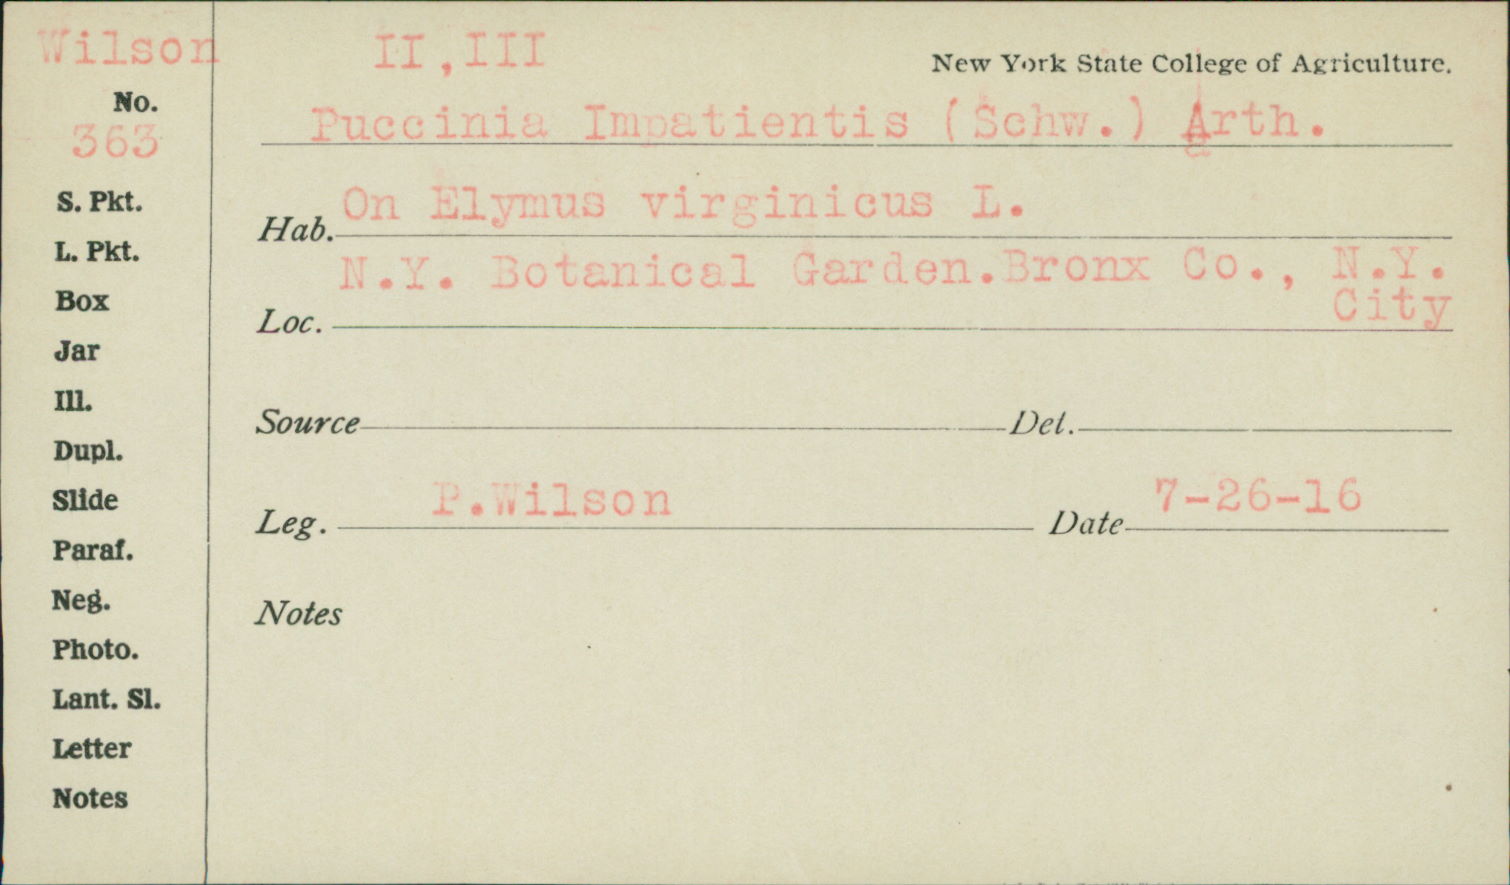 Wilson
No.
363
S. Pkt.
L. Pkt.
Box
Jar
Ill.
Dupl.
Slide
Paraf.
Neg.
Photo.
Lant. Sl.
Letter
Notes
II,III
New York State College of Agriculture.
Puccinia Impatientis (Schw.) Arth.
Hab. On Elymus virginicus L.
Loc. N.Y. Botanical Garden.Bronx Co., N.Y.
City
Source Det.
Leg. P.Wilson Date 7-26-16
Notes